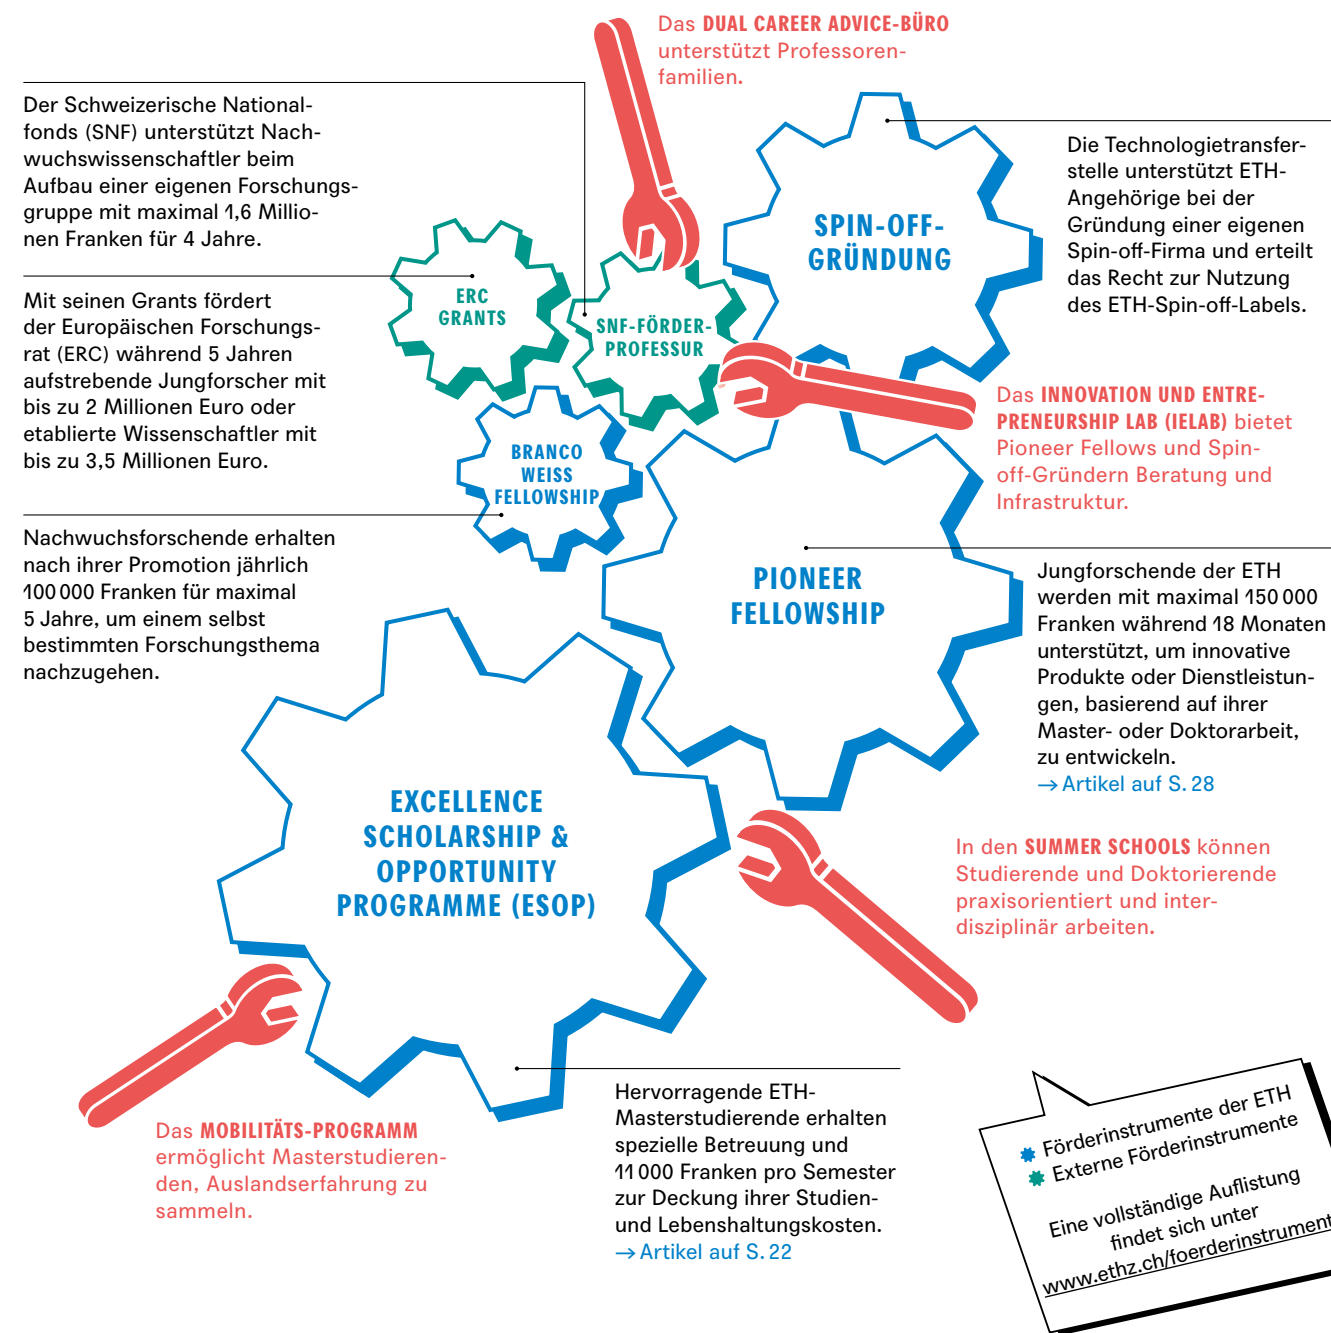 Das DUAL CAREER ADVICE-BÜRO
unterstützt Professoren-
familien.
Der Schweizerische National-
fonds (SNF) unterstützt Nach-
wuchswissenschaftler beim
Aufbau einer eigenen Forschungs-
gruppe mit maximal 1,6 Millio-
nen Franken für 4 Jahre.
Mit seinen Grants fördert
der Europäischen Forschungs-
rat (ERC) während 5 Jahren
aufstrebende Jungforscher mit
bis zu 2 Millionen Euro oder
etablierte Wissenschaftler mit
bis zu 3,5 Millionen Euro.
Nachwuchsforschende erhalten
nach ihrer Promotion jährlich
100 000 Franken für maximal
5 Jahre, um einem selbst
bestimmten Forschungsthema
nachzugehen.
ERC
GRANTS
SNF-FÖRDER-
PROFESSUR
BRANCO
WEISS
FELLOWSHIP
SPIN-OFF-
GRÜNDUNG
Die Technologietransfer-
stelle unterstützt ETH-
Angehörige bei der
Gründung einer eigenen
Spin-off-Firma und erteilt
das Recht zur Nutzung
des ETH-Spin-off-Labels.
Das INNOVATION UND ENTRE-
PRENEURSHIP LAB (IELAB) bietet
Pioneer Fellows und Spin-
off-Gründern Beratung und
Infrastruktur.
PIONEER
FELLOWSHIP
Jungforschende der ETH
werden mit maximal 150 000
Franken während 18 Monaten
unterstützt, um innovative
Produkte oder Dienstleistun-
gen, basierend auf ihrer
Master- oder Doktorarbeit,
zu entwickeln.
→ Artikel auf S. 28
EXCELLENCE
SCHOLARSHIP &
OPPORTUNITY
PROGRAMME (ESOP)
In den SUMMER SCHOOLS können
Studierende und Doktorierende
praxisorientiert und inter-
disziplinär arbeiten.
Das MOBILITÄTS-PROGRAMM
ermöglicht Masterstudieren-
den, Auslandserfahrung zu
sammeln.
Hervorragende ETH-
Masterstudierende erhalten
spezielle Betreuung und
11 000 Franken pro Semester
zur Deckung ihrer Studien-
und Lebenshaltungskosten.
→ Artikel auf S. 22
Förderinstrumente der ETH
Externe Förderinstrumente
Eine vollständige Auflistung
findet sich unter
www.ethz.ch/foerderinstrument